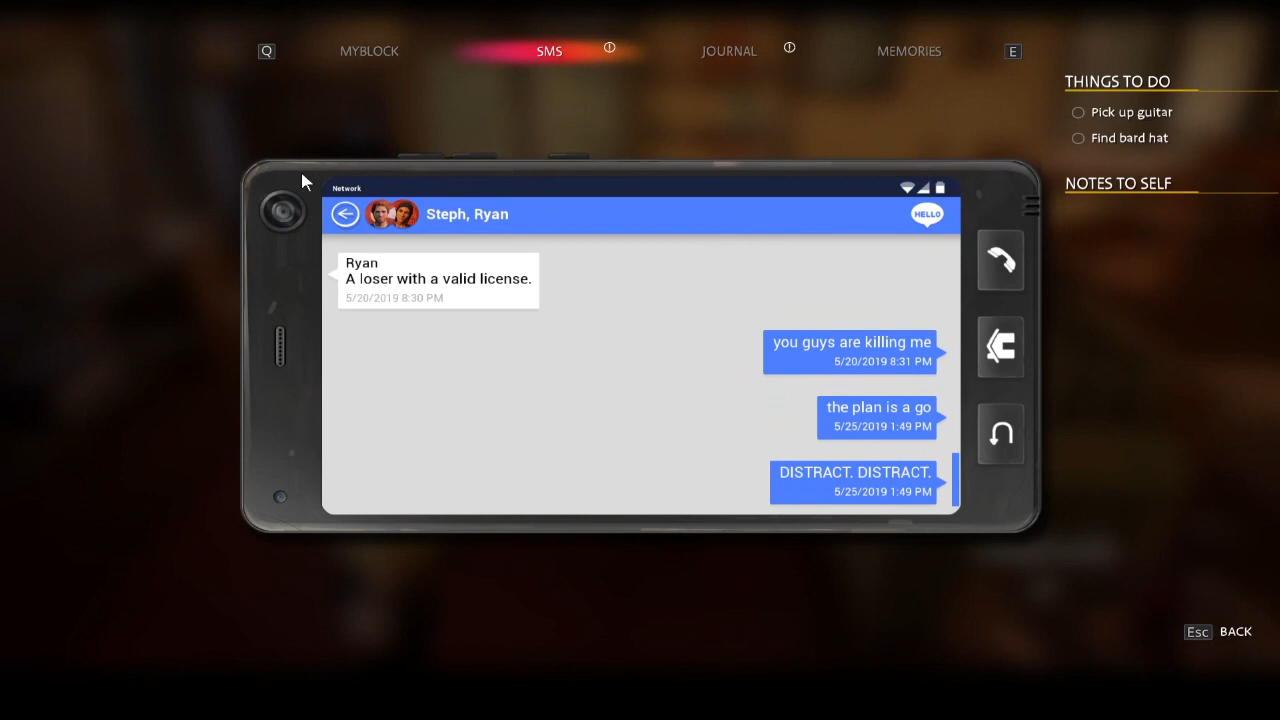 Q
MYBLOCK
SMS
JOURNAL
MEMORIES
E
THINGS TO DO
Pick up guitar
Find bard hat
NOTES TO SELF
Network
Steph, Ryan
HELLO
Ryan
A loser with a valid license.
5/20/2019 8:30 PM
you guys are killing me
5/20/2019 8:31 PM
the plan is a go
5/25/2019 1:49 PM
DISTRACT. DISTRACT.
5/25/2019 1:49 PM
Esc BACK